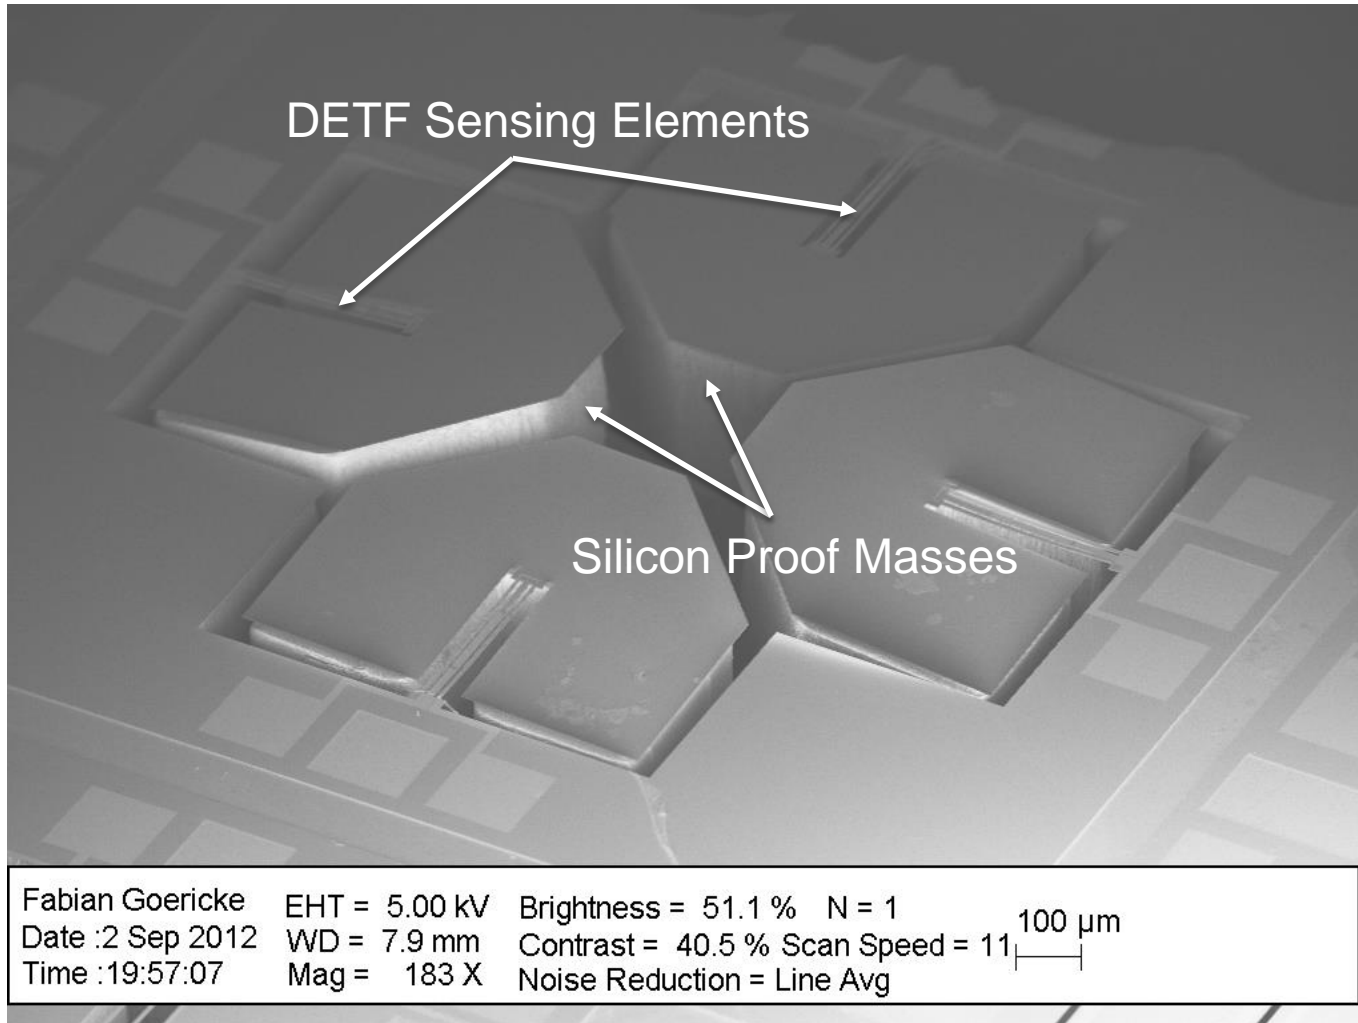 DETF Sensing Elements
Silicon Proof Masses
Fabian Goericke
Date :2 Sep 2012
Time :19:57:07
EHT = 5.00 kV
WD = 7.9 mm
Mag = 183 X
Brightness = 51.1 % N = 1
Contrast = 40.5 % Scan Speed = 11
Noise Reduction = Line Avg
100 µm